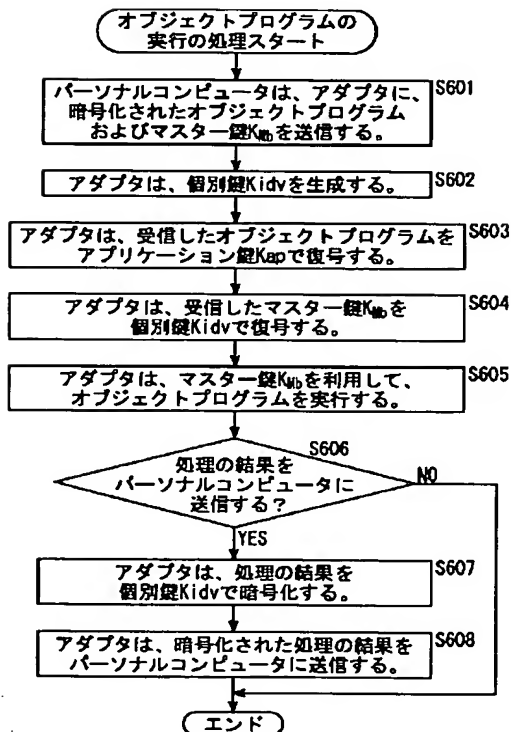 オブジェクトプログラムの
実行の処理スタート
S601
パーソナルコンピュータは、アダプタに、
暗号化されたオブジェクトプログラム
およびマスター鍵KMbを送信する。
S602
アダプタは、個別鍵Kidvを生成する。
S603
アダプタは、受信したオブジェクトプログラムを
アプリケーション鍵Kapで復号する。
S604
アダプタは、受信したマスター鍵KMbを
個別鍵Kidvで復号する。
S605
アダプタは、マスター鍵KMbを利用して、
オブジェクトプログラムを実行する。
S606
処理の結果を
パーソナルコンピュータに
送信する?
NO
YES
S607
アダプタは、処理の結果を
個別鍵Kidvで暗号化する。
S608
アダプタは、暗号化された処理の結果を
パーソナルコンピュータに送信する。
エンド